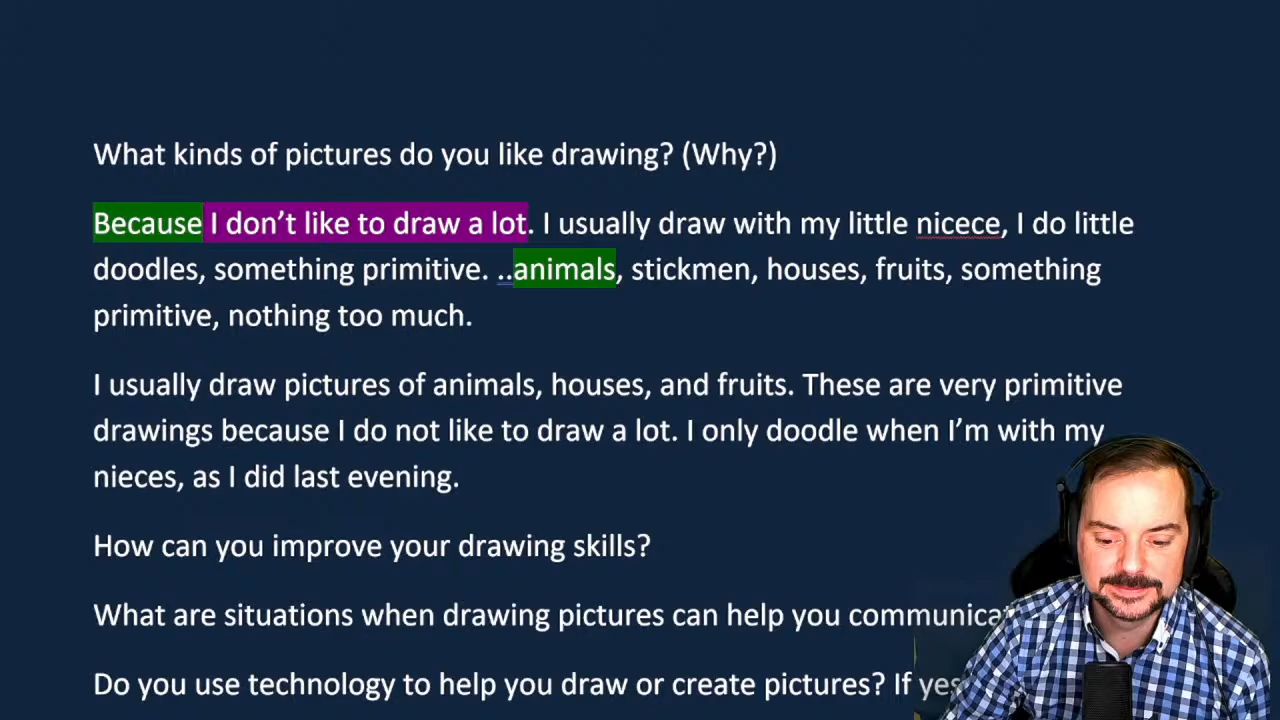 What kinds of pictures do you like drawing? (Why?)
Because I don't like to draw a lot. I usually draw with my little nicece, I do little
doodles, something primitive. ..animals, stickmen, houses, fruits, something
primitive, nothing too much.
I usually draw pictures of animals, houses, and fruits. These are very primitive
drawings because I do not like to draw a lot. I only doodle when I'm with my
nieces, as I did last evening.
How can you improve your drawing skills?
What are situations when drawing pictures can help you communica
Do you use technology to help you draw or create pictures? If yes